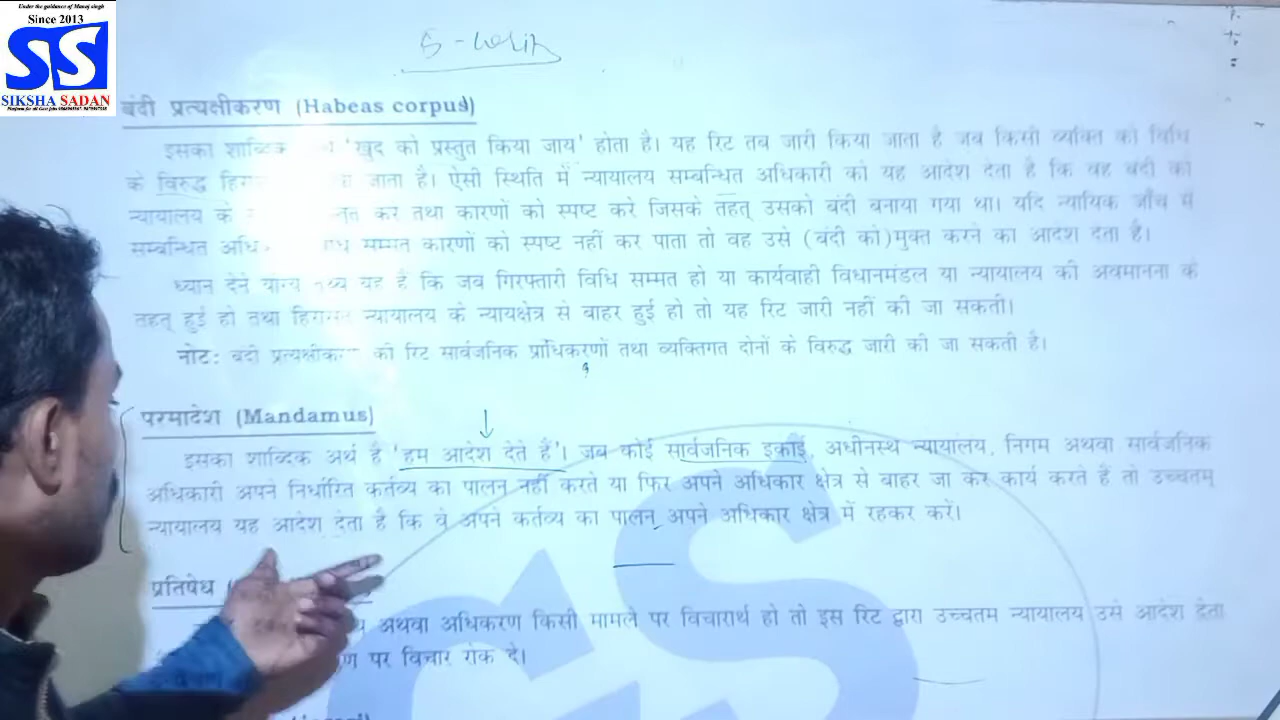 Under the guidance of Manoj singh
Since 2013
SS
SIKSHA SADAN
बंदी प्रत्यक्षीकरण (Habeas corpus)
इसका 'खुद को प्रस्तुत किया जाय' होता है। यह रिट तब जारी किया जाता है जब किसी व्यक्ति को विधि
के विरुद्ध जाता है। ऐसी स्थिति में न्यायालय सम्बन्धित अधिकारी को यह आदेश देता है कि वह बंदी को
न्यायालय के कर तथा कारणों को स्पष्ट करे जिसके तहत् उसको बंदी बनाया गया था। यदि न्यायिक जाँच में
सम्बन्धित सम्मत कारणों को स्पष्ट नहीं कर पाता तो वह उसे (बंदी को)मुक्त करने का आदेश देता है।
ध्यान देने योग्य यह है कि जब गिरफ्तारी विधि सम्मत हो या कार्यवाही विधानमंडल या न्यायालय की अवमानना के
तहत् हुई हो तथा न्यायालय के न्यायक्षेत्र से बाहर हुई हो तो यह रिट जारी नहीं की जा सकती।
नोट: बंदी की रिट सार्वजनिक प्राधिकरणों तथा व्यक्तिगत दोनों के विरुद्ध जारी की जा सकती है।
परमादेश (Mandamus)
इसका शाब्दिक अर्थ है 'हम आदेश देते हैं'। जब कोई सार्वजनिक इकाई, अधीनस्थ न्यायालय, निगम अथवा सार्वजनिक
अधिकारी अपने निर्धारित कर्तव्य का पालन नहीं करते या फिर अपने अधिकार क्षेत्र से बाहर जा कर कार्य करते है तो उच्चतम्
न्यायालय यह आदेश देता है कि वे अपने कर्तव्य का पालन अपने अधिकार क्षेत्र में रहकर करें।
प्रतिषेध
अथवा अधिकरण किसी मामले पर विचारार्थ हो तो इस रिट द्वारा उच्चतम न्यायालय उसे आदेश देता
पर विचार रोक दे।